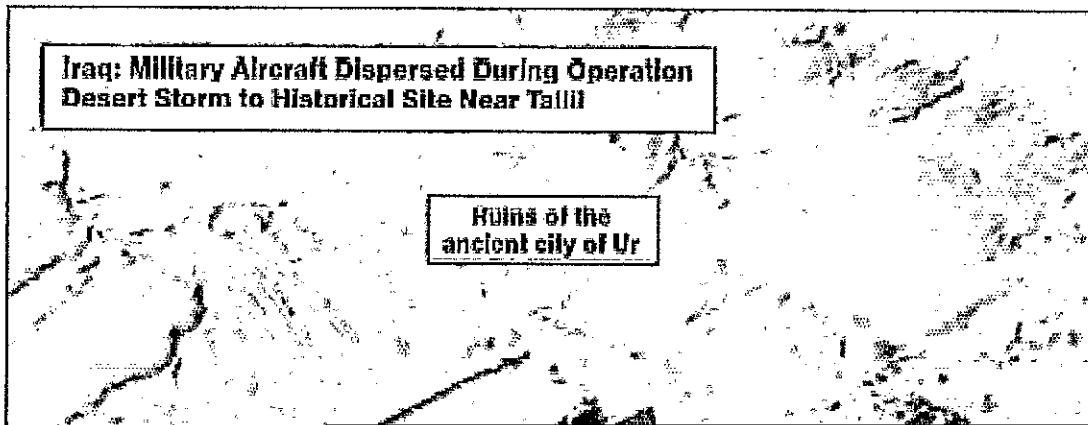 Iraq: Military Aircraft Dispersed During Operation
Desert Storm to Historical Site Near Tallil
Ruins of the
ancient city of Ur